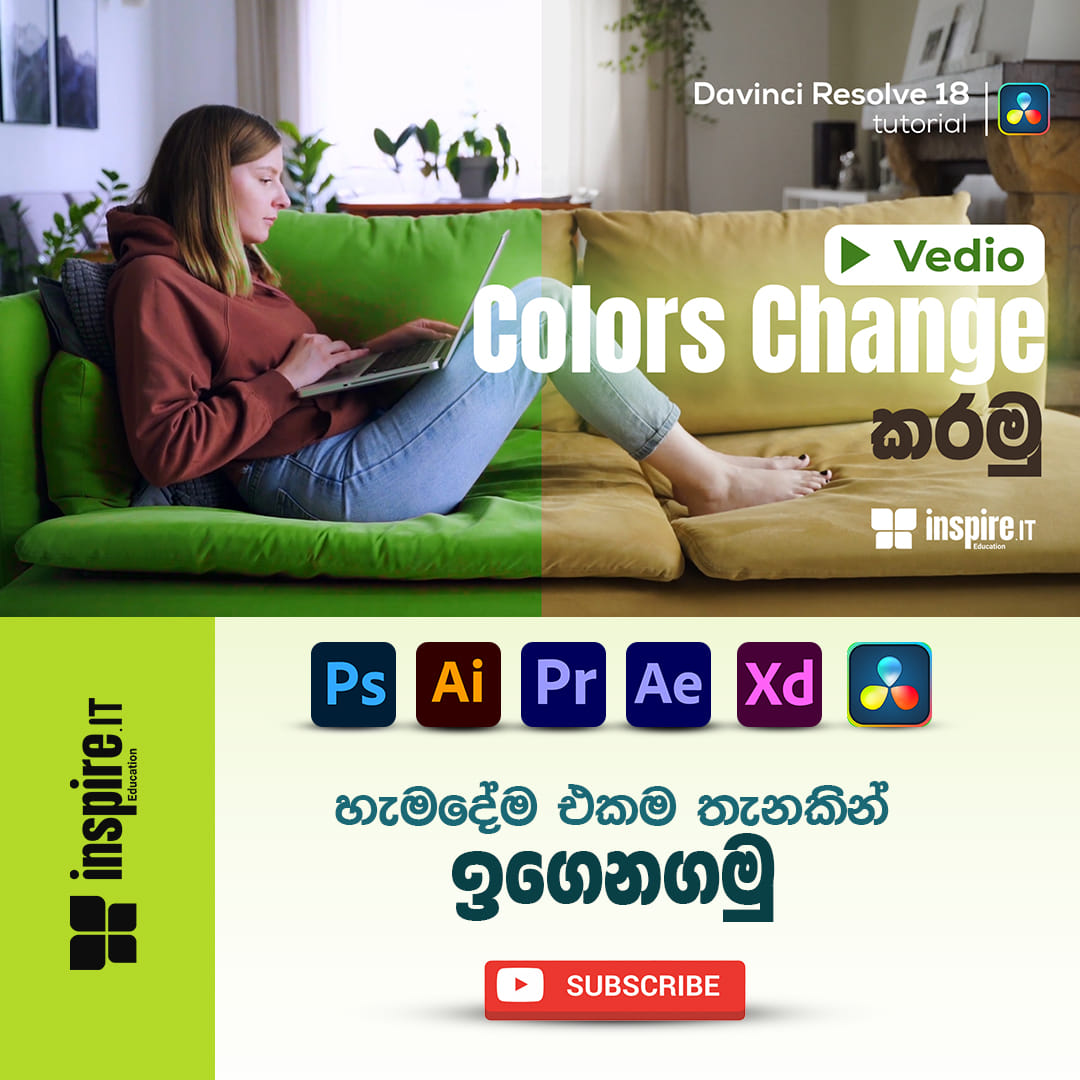 Davinci Resolve 18
tutorial
Vedio
Colors Change
කරමු
inspire.IT
Education
Ps Ai Pr Ae Xd
inspire.IT
Education
හැමදේම එකම තැනකින්
ඉගෙනගමු
SUBSCRIBE